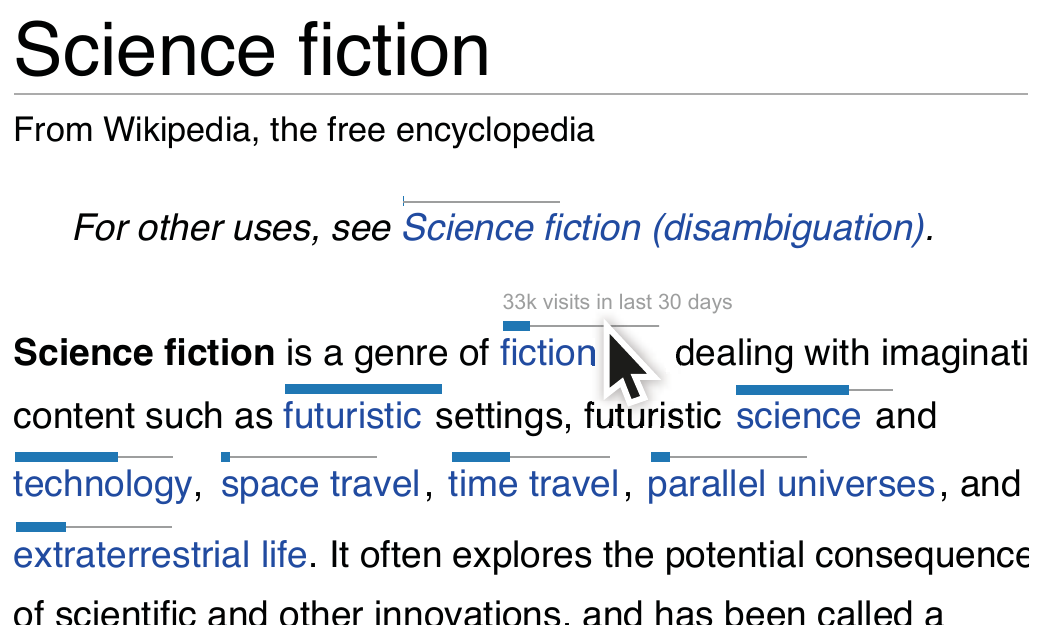 Science fiction
From Wikipedia, the free encyclopedia
For other uses, see Science fiction (disambiguation).
33k visits in last 30 days
Science fiction is a genre of fiction dealing with imaginati
content such as futuristic settings, futuristic science and
technology, space travel, time travel, parallel universes, and
extraterrestrial life. It often explores the potential consequence
of scientific and other innovations, and has been called a